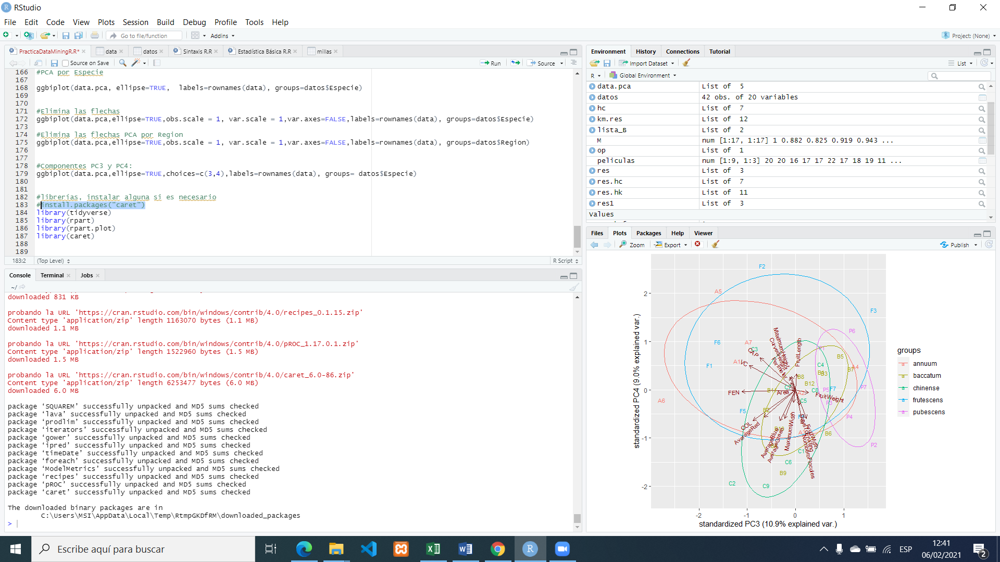 RStudio
File Edit Code View Plots Session Build Debug Profile Tools Help
Go to file/function Addins Project: (None)
PracticaDataMiningR.R* data datos Sintaxis R.R Estadística Básica R.R millas
Source on Save Run Source
166 #PCA por Especie
167
168 ggbiplot(data.pca, ellipse=TRUE, labels=rownames(data), groups=datos$Especie)
169
170
171 #Elimina las flechas
172 ggbiplot(data.pca,ellipse=TRUE,obs.scale = 1, var.scale = 1,var.axes=FALSE,labels=rownames(data), groups=datos$Especie)
173
174 #Elimina las flechas PCA por Region
175 ggbiplot(data.pca,ellipse=TRUE,obs.scale = 1, var.scale = 1,var.axes=FALSE,labels=rownames(data), groups=datos$Region)
176
177
178 #Componentes PC3 y PC4:
179 ggbiplot(data.pca,ellipse=TRUE,choices=c(3,4),labels=rownames(data), groups= datos$Especie)
180
181
182 #librerías, instalar alguna si es necesario
183 #install.packages("caret")
184 library(tidyverse)
185 library(rpart)
186 library(rpart.plot)
187 library(caret)
188
189
183:2 (Top Level) R Script
Console Terminal Jobs
~/
downloaded 831 KB
probando la URL 'https://cran.rstudio.com/bin/windows/contrib/4.0/recipes_0.1.15.zip'
Content type 'application/zip' length 1163070 bytes (1.1 MB)
downloaded 1.1 MB
probando la URL 'https://cran.rstudio.com/bin/windows/contrib/4.0/pROC_1.17.0.1.zip'
Content type 'application/zip' length 1522960 bytes (1.5 MB)
downloaded 1.5 MB
probando la URL 'https://cran.rstudio.com/bin/windows/contrib/4.0/caret_6.0-86.zip'
Content type 'application/zip' length 6253477 bytes (6.0 MB)
downloaded 6.0 MB
package ‘SQUAREM’ successfully unpacked and MD5 sums checked
package ‘lava’ successfully unpacked and MD5 sums checked
package ‘prodlim’ successfully unpacked and MD5 sums checked
package ‘iterators’ successfully unpacked and MD5 sums checked
package ‘gower’ successfully unpacked and MD5 sums checked
package ‘ipred’ successfully unpacked and MD5 sums checked
package ‘timeDate’ successfully unpacked and MD5 sums checked
package ‘foreach’ successfully unpacked and MD5 sums checked
package ‘ModelMetrics’ successfully unpacked and MD5 sums checked
package ‘recipes’ successfully unpacked and MD5 sums checked
package ‘pROC’ successfully unpacked and MD5 sums checked
package ‘caret’ successfully unpacked and MD5 sums checked
The downloaded binary packages are in
C:\Users\MSI\AppData\Local\Temp\RtmpGKDfRM\downloaded_packages
>
Environment History Connections Tutorial
Import Dataset List
R Global Environment
data.pca List of 5
datos 42 obs. of 20 variables
hc List of 7
km.res List of 12
lista_B List of 2
M num [1:17, 1:17] 1 0.882 0.825 0.919 0.943 ...
op List of 1
peliculas num [1:9, 1:3] 20 20 16 17 17 22 17 18 19 11 ...
res List of 3
res.hc List of 7
res.hk List of 11
res1 List of 3
Values
Files Plots Packages Help Viewer
Zoom Export Publish
F2
A5
F3
P6
F6 A7 C3 P1
B5
F1 A1 C4 B7 A4
B3
B8
B12
P7
C8 P5 F7
A2
A6 C5 P3
F5 B2 P4
B10
A3 B6
P2
C1
C6
B9
C2 C9
MaximumHeight
CurvedHeight
Perimeter
FruitLength
CAP
VC
FEN
Area
FruitWeight
COL
AverageRed
AverageBlue
AverageGreen
MaximumWidth
FruitWidth
NumberofLocules
2
1
0
-1
-2
-2 -1 0 1
standardized PC4 (9.0% explained var.)
standardized PC3 (10.9% explained var.)
groups
a annuum
a baccatum
a chinense
a frutescens
a pubescens
Escribe aquí para buscar
ESP
12:41
06/02/2021
2